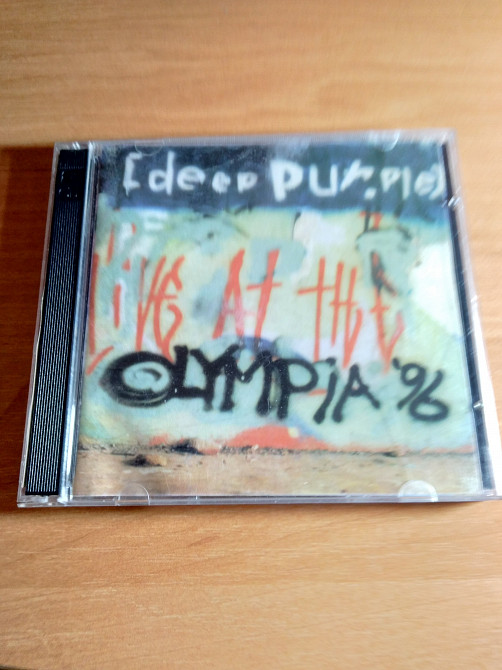 [deep purple]
LiVE AT THE
OLYMPiA '96